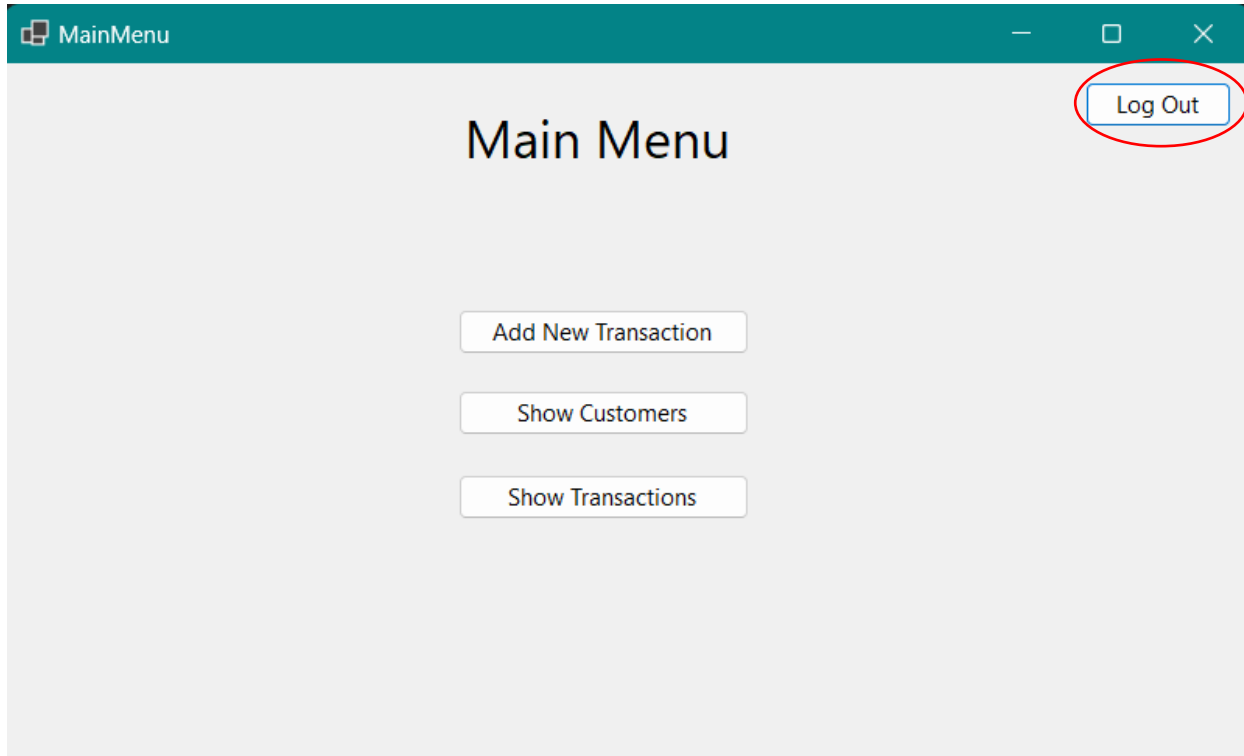 MainMenu
Log Out
Main Menu
Add New Transaction
Show Customers
Show Transactions